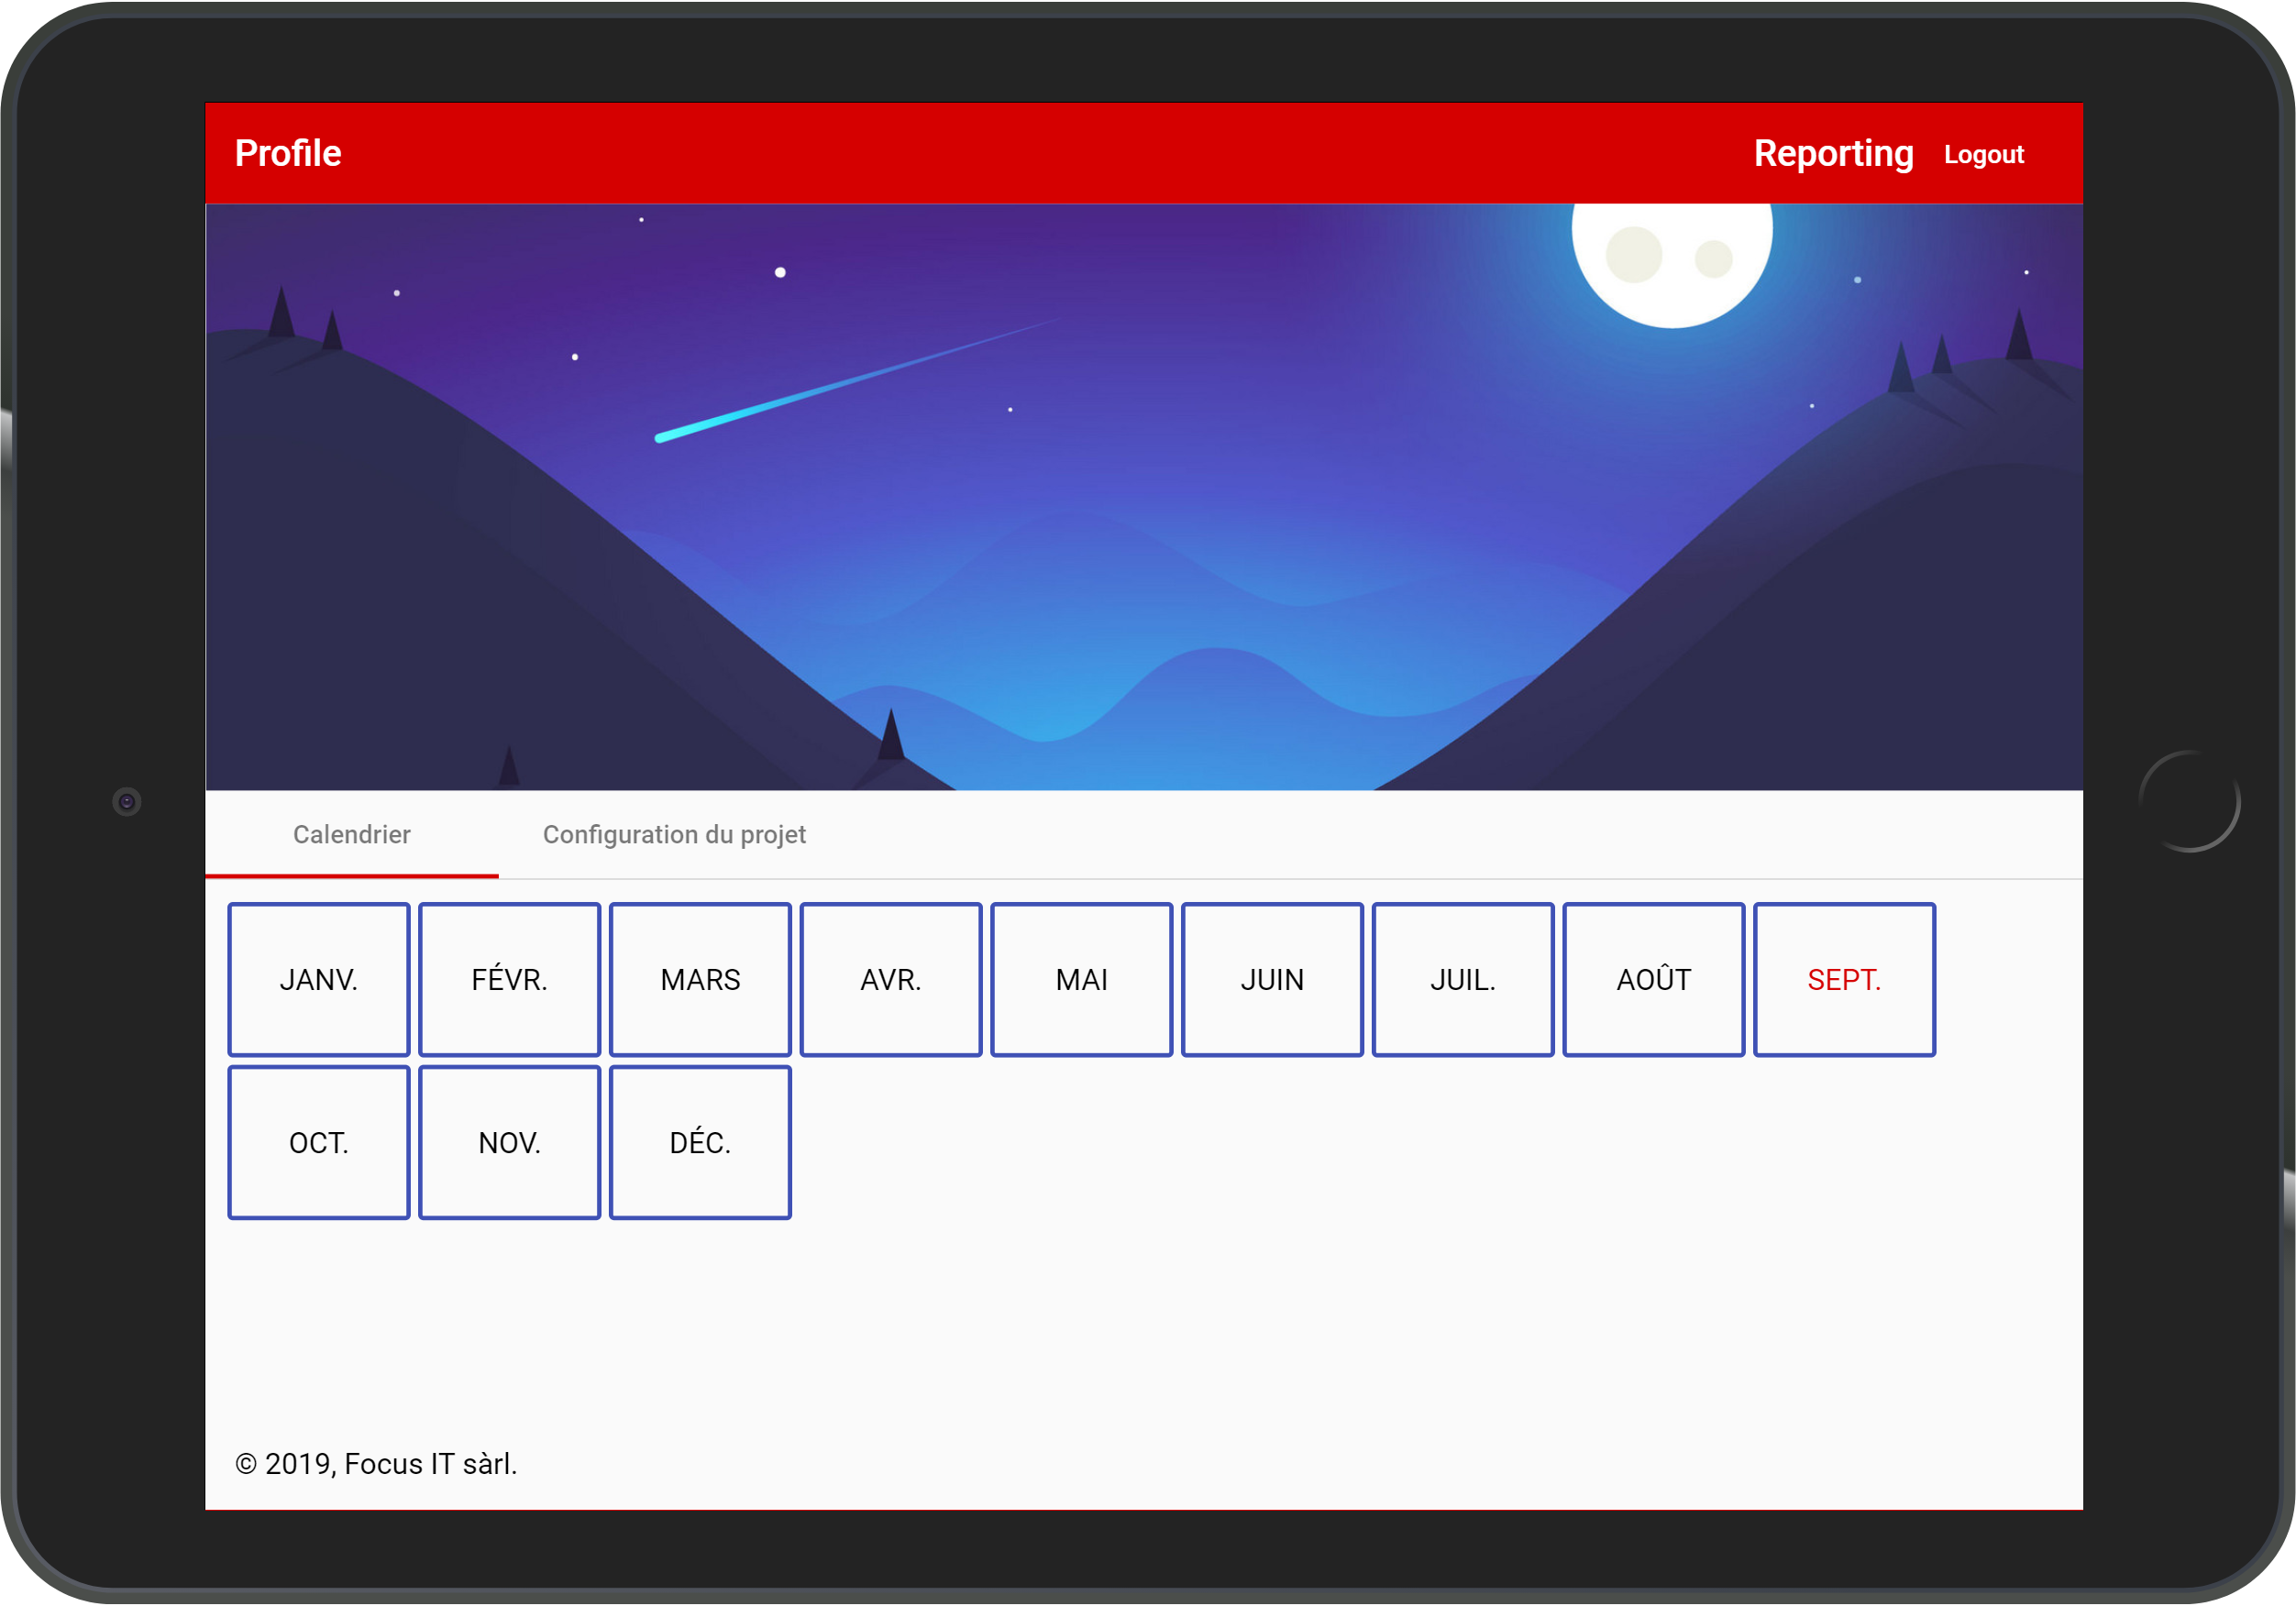 Profile Reporting Logout
Calendrier Configuration du projet
JANV. FÉVR. MARS AVR. MAI JUIN JUIL. AOÛT SEPT.
OCT. NOV. DÉC.
© 2019, Focus IT sàrl.